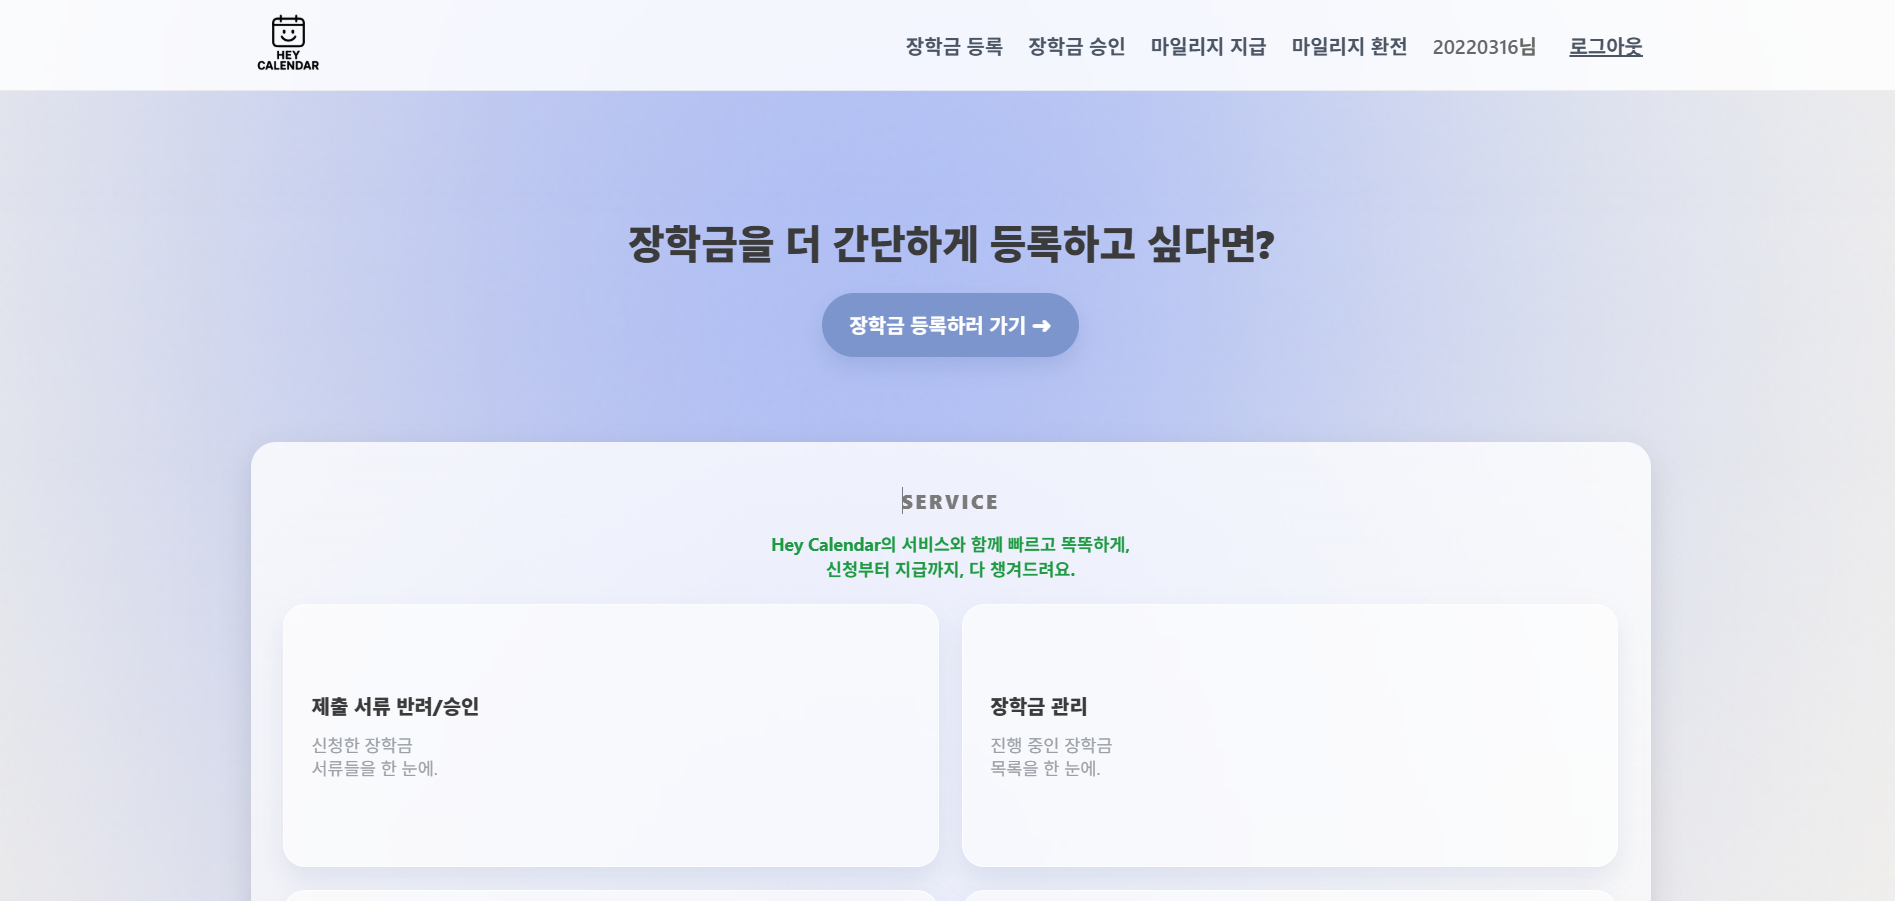 HEY
CALENDAR
장학금 등록 장학금 승인 마일리지 지급 마일리지 환전 20220316님 로그아웃
장학금을 더 간단하게 등록하고 싶다면?
장학금 등록하러 가기 ➜
SERVICE
Hey Calendar의 서비스와 함께 빠르고 똑똑하게,
신청부터 지급까지, 다 챙겨드려요.
제출 서류 반려/승인
신청한 장학금
서류들을 한 눈에.
장학금 관리
진행 중인 장학금
목록을 한 눈에.